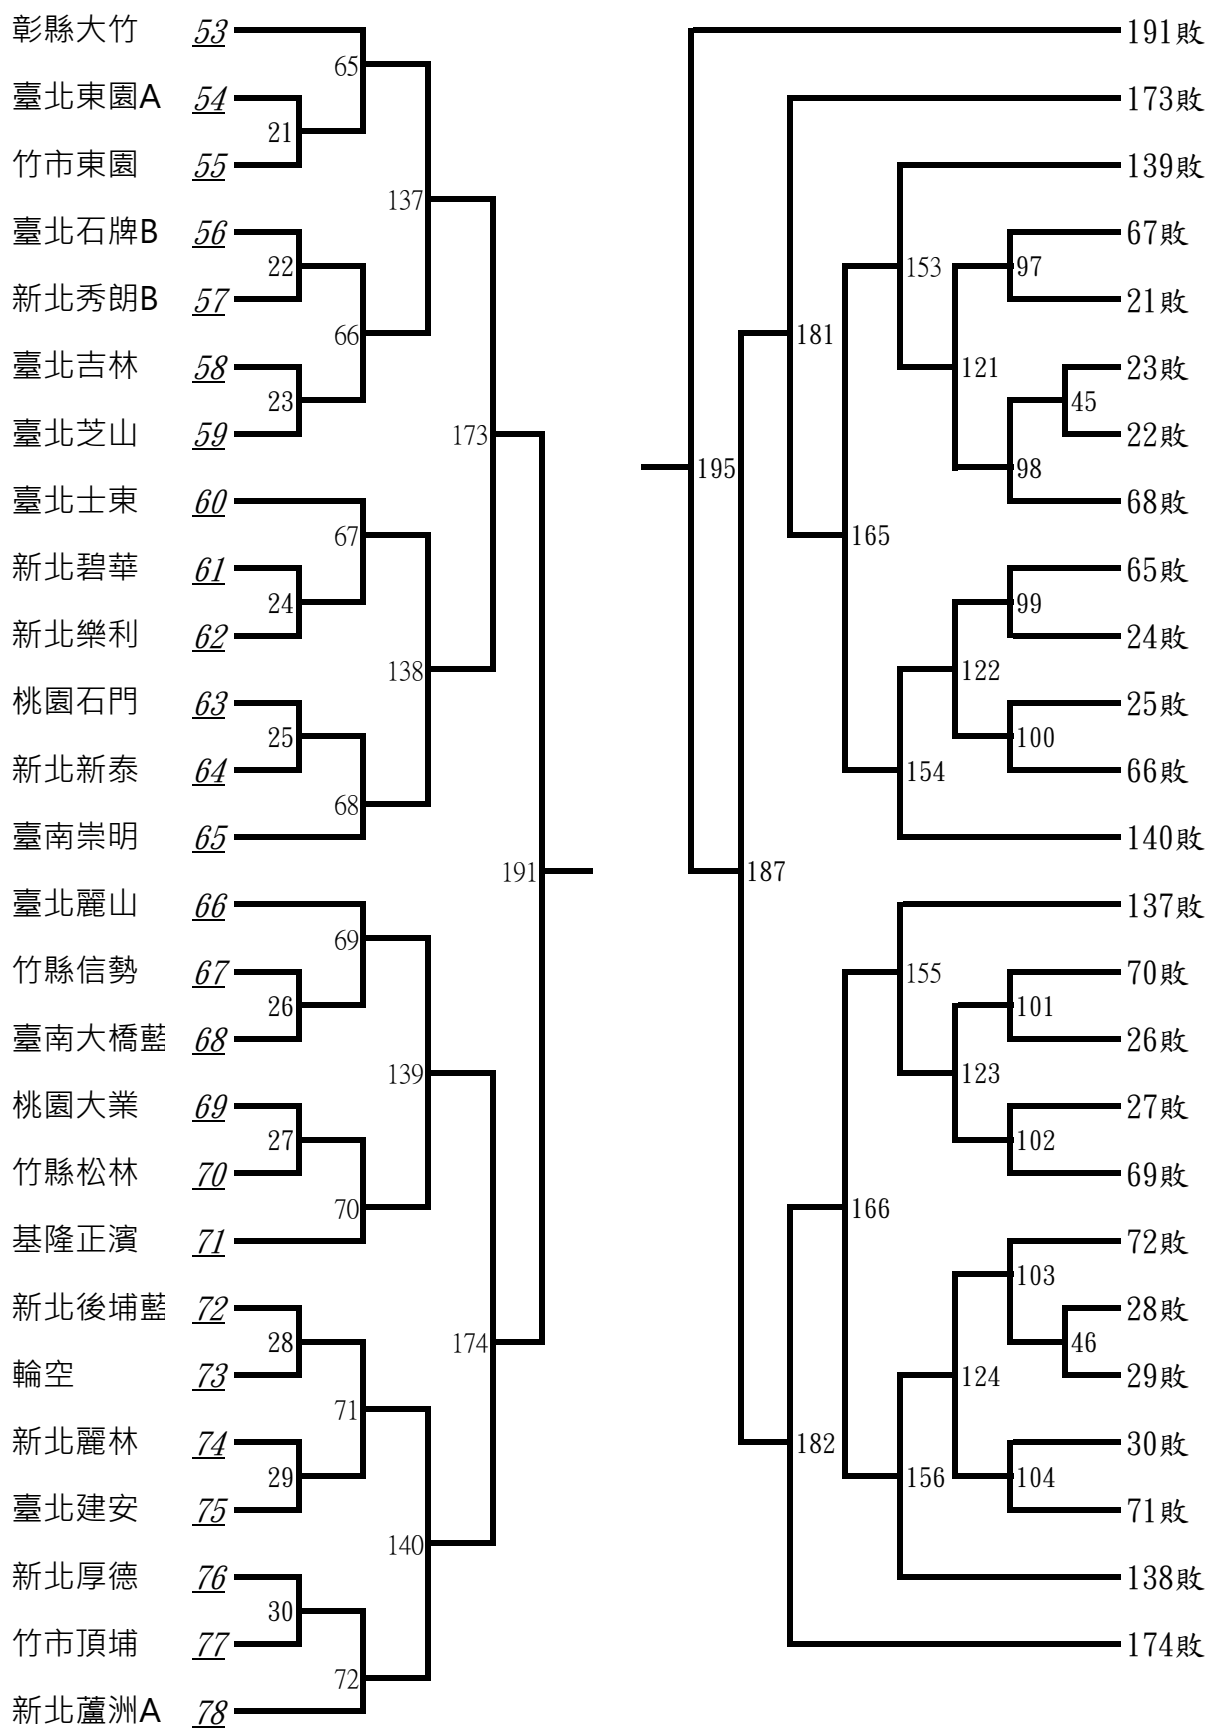 彰縣大竹 53 191敗
65
臺北東園A 54 173敗
21
竹市東園 55 139敗
137
臺北石牌B 56 67敗
22 153 97
新北秀朗B 57 21敗
66 181
臺北吉林 58 23敗
121
23 45
臺北芝山 59 22敗
173
195 98
臺北士東 60 68敗
67 165
新北碧華 61 65敗
24 99
新北樂利 62 24敗
138 122
桃園石門 63 25敗
25 100
新北新泰 64 66敗
154
68
臺南崇明 65 140敗
191 187
臺北麗山 66 137敗
69
竹縣信勢 67 70敗
155
26 101
臺南大橋藍 68 26敗
139 123
桃園大業 69 27敗
27 102
竹縣松林 70 69敗
70 166
基隆正濱 71 72敗
103
新北後埔藍 72 28敗
28 174 46
輪空 73 29敗
124
71
新北麗林 74 30敗
182
29 156 104
臺北建安 75 71敗
140
新北厚德 76 138敗
30
竹市頂埔 77 174敗
72
新北蘆洲A 78